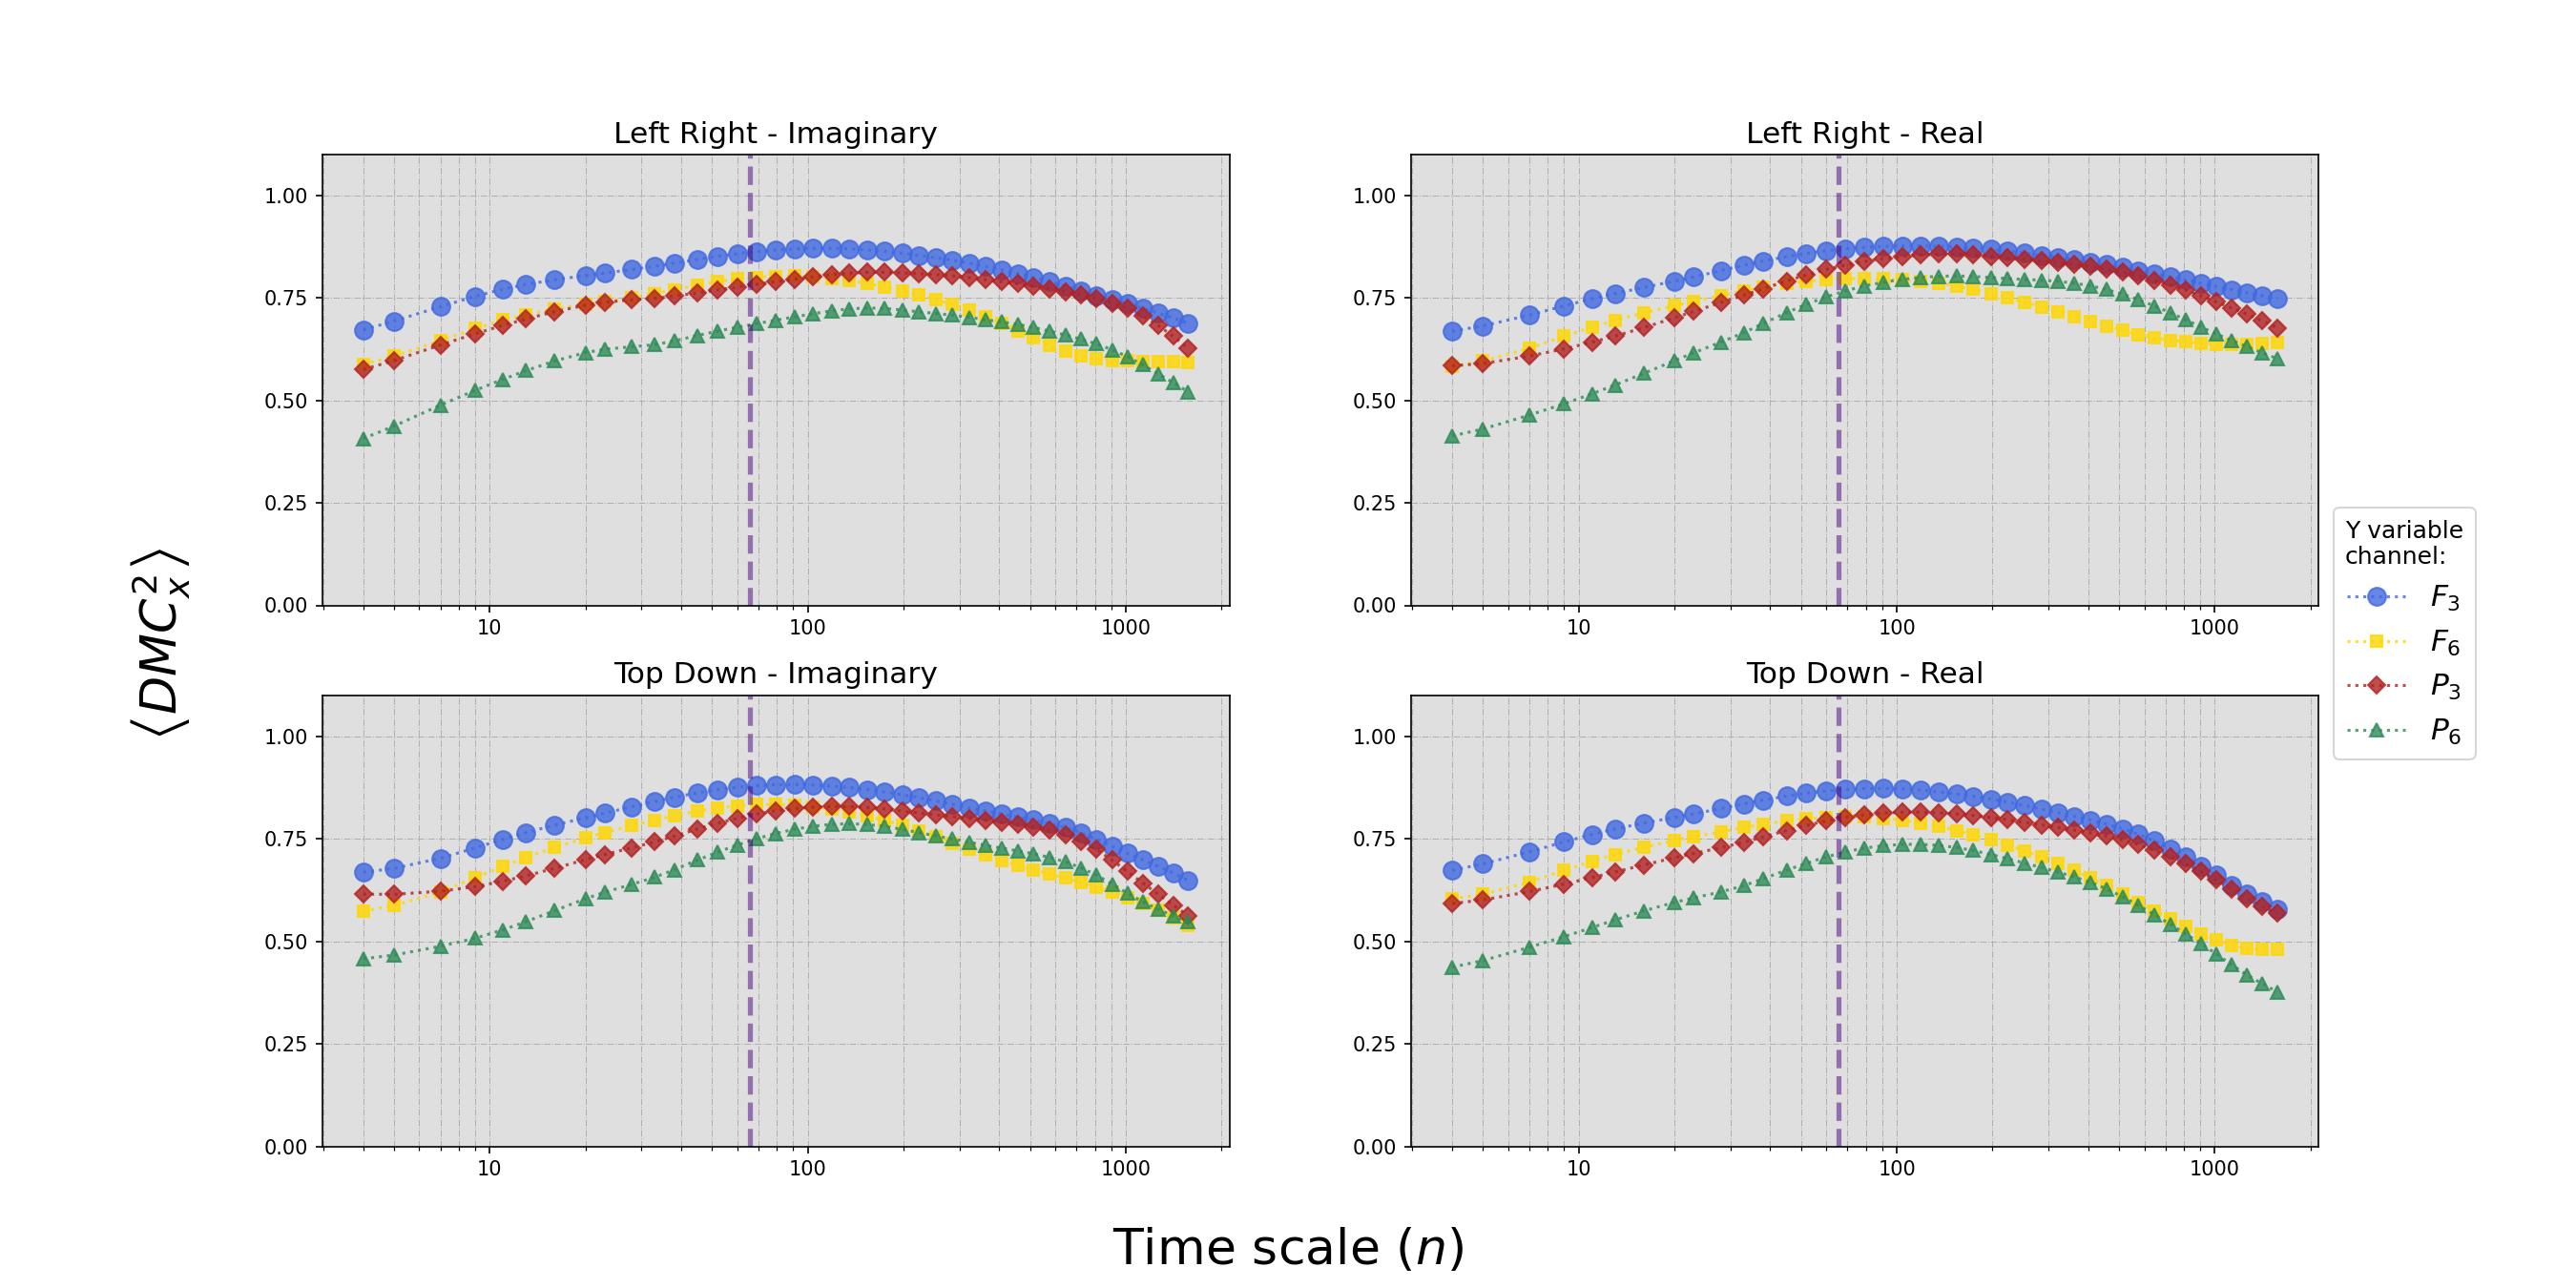 Left Right - Imaginary
1.00
0.75
0.50
0.25
0.00
10 100 1000
Left Right - Real
1.00
0.75
0.50
0.25
0.00
10 100 1000
Top Down - Imaginary
1.00
0.75
0.50
0.25
0.00
10 100 1000
Top Down - Real
1.00
0.75
0.50
0.25
0.00
10 100 1000
⟨DMC²ₓ⟩
Time scale (n)
Y variable
channel:
F₃
F₆
P₃
P₆